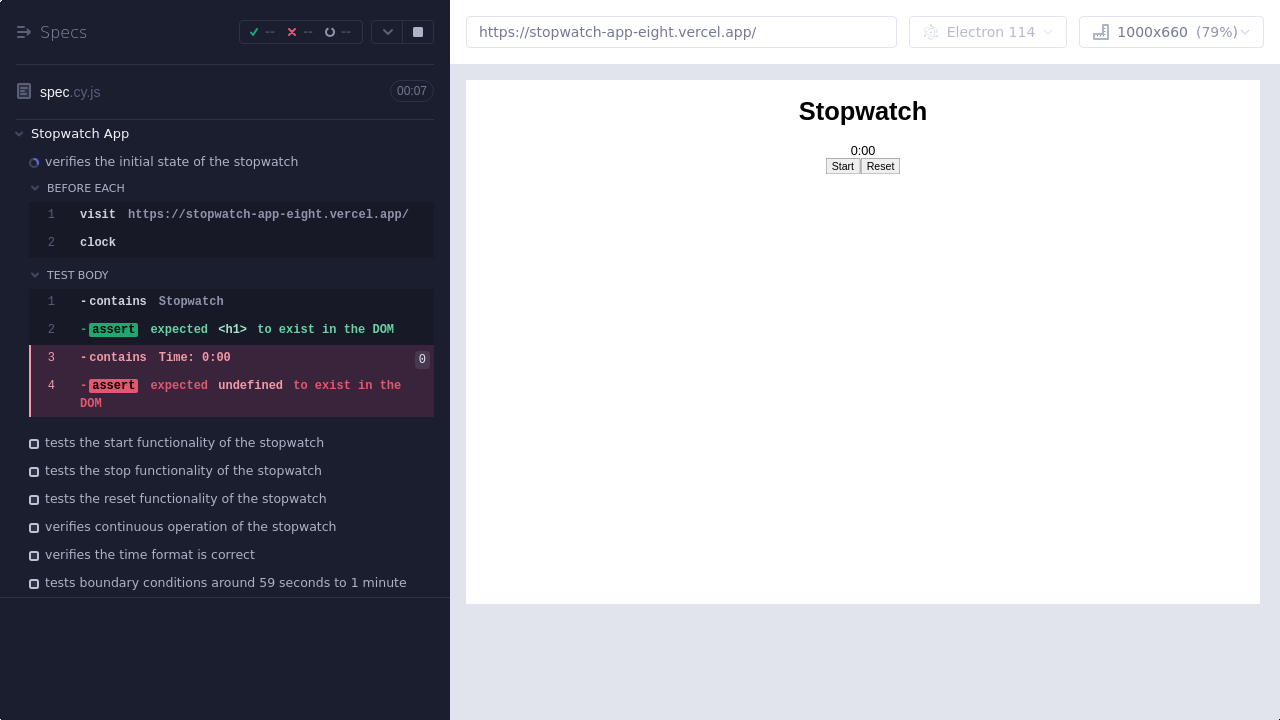 Specs
--
--
--
https://stopwatch-app-eight.vercel.app/
Electron 114
1000x660 (79%)
spec.cy.js
00:07
Stopwatch App
verifies the initial state of the stopwatch
BEFORE EACH
1 visit https://stopwatch-app-eight.vercel.app/
2 clock
TEST BODY
1 -contains Stopwatch
2 -assert expected <h1> to exist in the DOM
3 -contains Time: 0:00 0
4 -assert expected undefined to exist in the
DOM
tests the start functionality of the stopwatch
tests the stop functionality of the stopwatch
tests the reset functionality of the stopwatch
verifies continuous operation of the stopwatch
verifies the time format is correct
tests boundary conditions around 59 seconds to 1 minute
Stopwatch
0:00
Start Reset